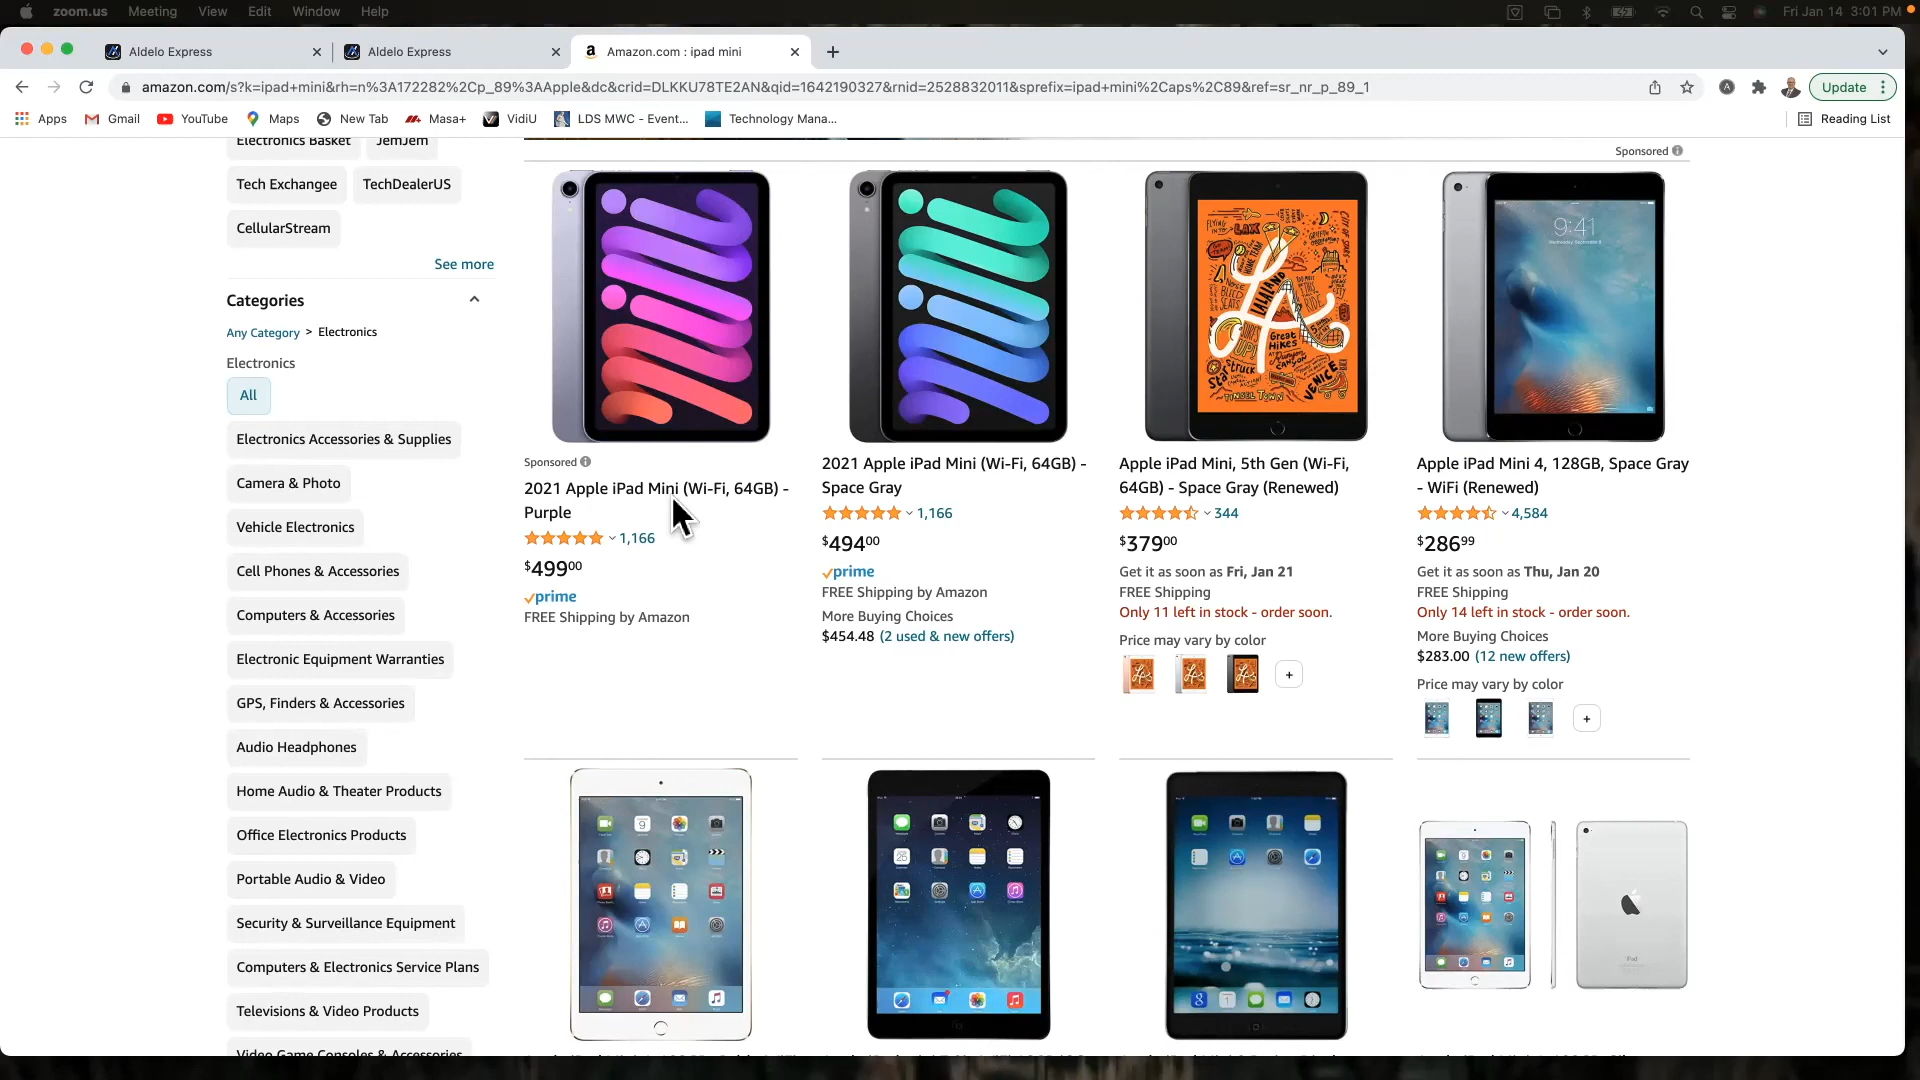 zoom.us Meeting View Edit Window Help Fri Jan 14 3:01 PM
Aldelo Express
Aldelo Express
Amazon.com : ipad mini
amazon.com/s?k=ipad+mini&rh=n%3A172282%2Cp_89%3AApple&dc&crid=DLKKU78TE2AN&qid=1642190327&rnid=2528832011&sprefix=ipad+mini%2Caps%2C89&ref=sr_nr_p_89_1
Update
Apps Gmail YouTube Maps New Tab Masa+ VidiU LDS MWC - Event... Technology Mana... Reading List
Electronics Basket JemJem
Tech Exchangee TechDealerUS
CellularStream
See more
Categories
Any Category > Electronics
Electronics
All
Electronics Accessories & Supplies
Camera & Photo
Vehicle Electronics
Cell Phones & Accessories
Computers & Accessories
Electronic Equipment Warranties
GPS, Finders & Accessories
Audio Headphones
Home Audio & Theater Products
Office Electronics Products
Portable Audio & Video
Security & Surveillance Equipment
Computers & Electronics Service Plans
Televisions & Video Products
Video Game Consoles & Accessories
Sponsored
Sponsored
2021 Apple iPad Mini (Wi-Fi, 64GB) -
Purple
1,166
$49900
prime
FREE Shipping by Amazon
2021 Apple iPad Mini (Wi-Fi, 64GB) -
Space Gray
1,166
$49400
prime
FREE Shipping by Amazon
More Buying Choices
$454.48 (2 used & new offers)
LALALAND
LAX
VENICE
TINSEL TOWN
Apple iPad Mini, 5th Gen (Wi-Fi,
64GB) - Space Gray (Renewed)
344
$37900
Get it as soon as Fri, Jan 21
FREE Shipping
Only 11 left in stock - order soon.
Price may vary by color
+
9:41
Apple iPad Mini 4, 128GB, Space Gray
- WiFi (Renewed)
4,584
$28699
Get it as soon as Thu, Jan 20
FREE Shipping
Only 14 left in stock - order soon.
More Buying Choices
$283.00 (12 new offers)
Price may vary by color
+
iPad